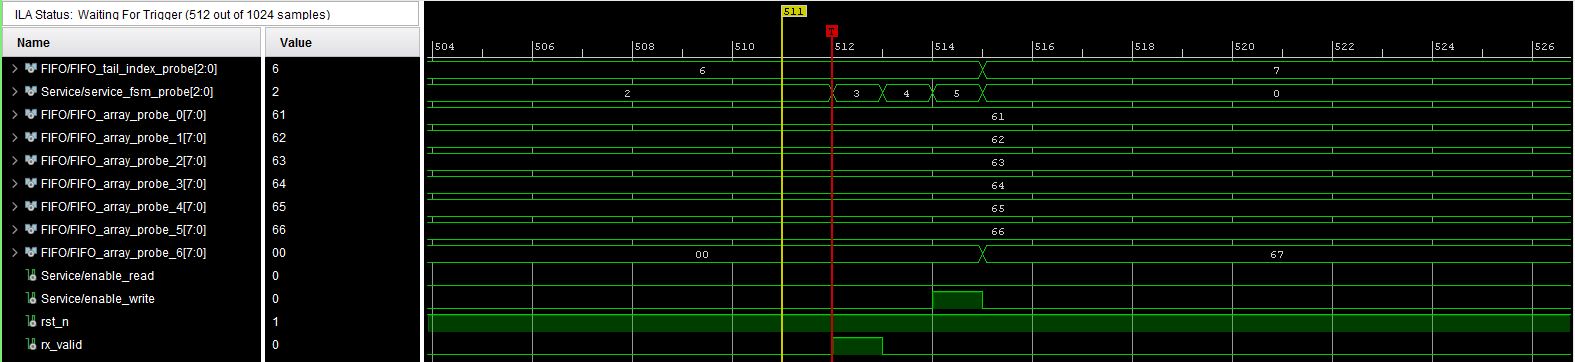 ILA Status: Waiting For Trigger (512 out of 1024 samples)
511
T
Name Value
504 506 508 510 512 514 516 518 520 522 524 526
FIFO/FIFO_tail_index_probe[2:0] 6 6 7
Service/service_fsm_probe[2:0] 2 2 3 4 5 0
FIFO/FIFO_array_probe_0[7:0] 61 61
FIFO/FIFO_array_probe_1[7:0] 62 62
FIFO/FIFO_array_probe_2[7:0] 63 63
FIFO/FIFO_array_probe_3[7:0] 64 64
FIFO/FIFO_array_probe_4[7:0] 65 65
FIFO/FIFO_array_probe_5[7:0] 66 66
FIFO/FIFO_array_probe_6[7:0] 00 00 67
Service/enable_read 0
Service/enable_write 0
rst_n 1
rx_valid 0